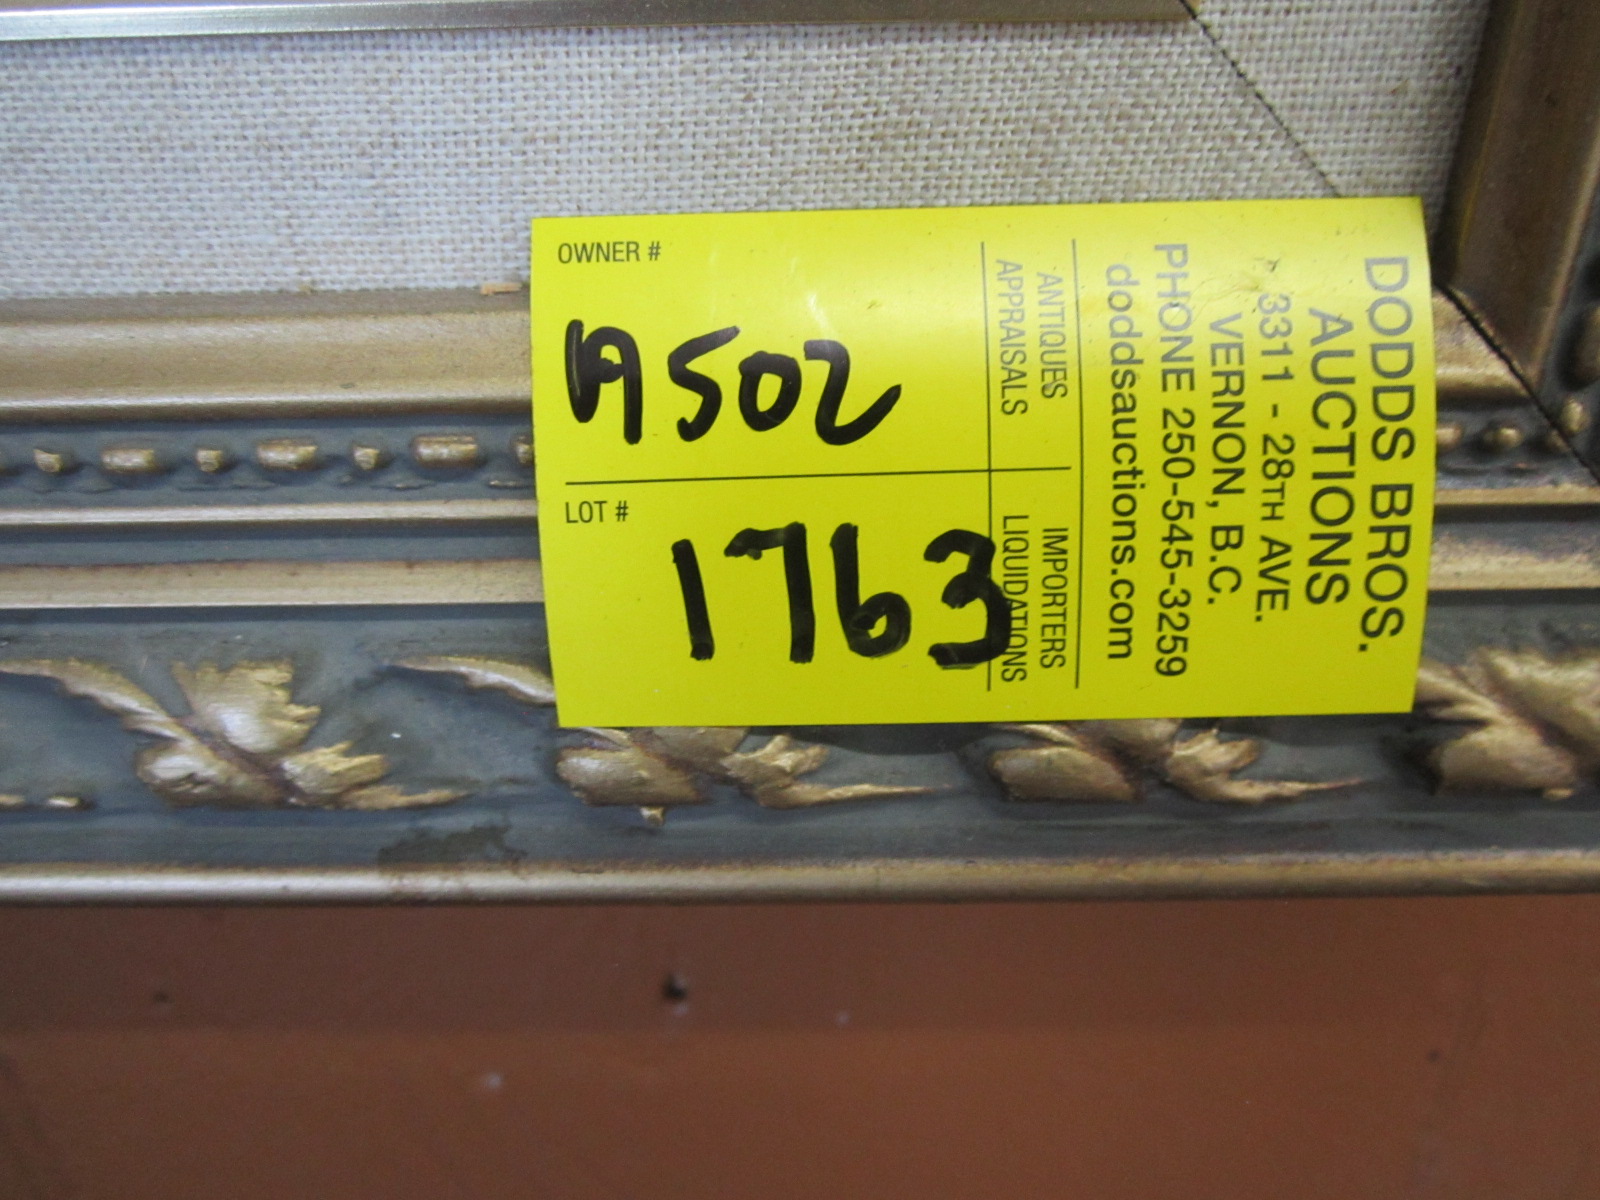 OWNER #
A502
LOT #
1763
ANTIQUES
APPRAISALS
IMPORTERS
LIQUIDATIONS
DODDS BROS.
AUCTIONS
3311 - 28TH AVE.
VERNON, B.C.
PHONE 250-545-3259
doddsauctions.com